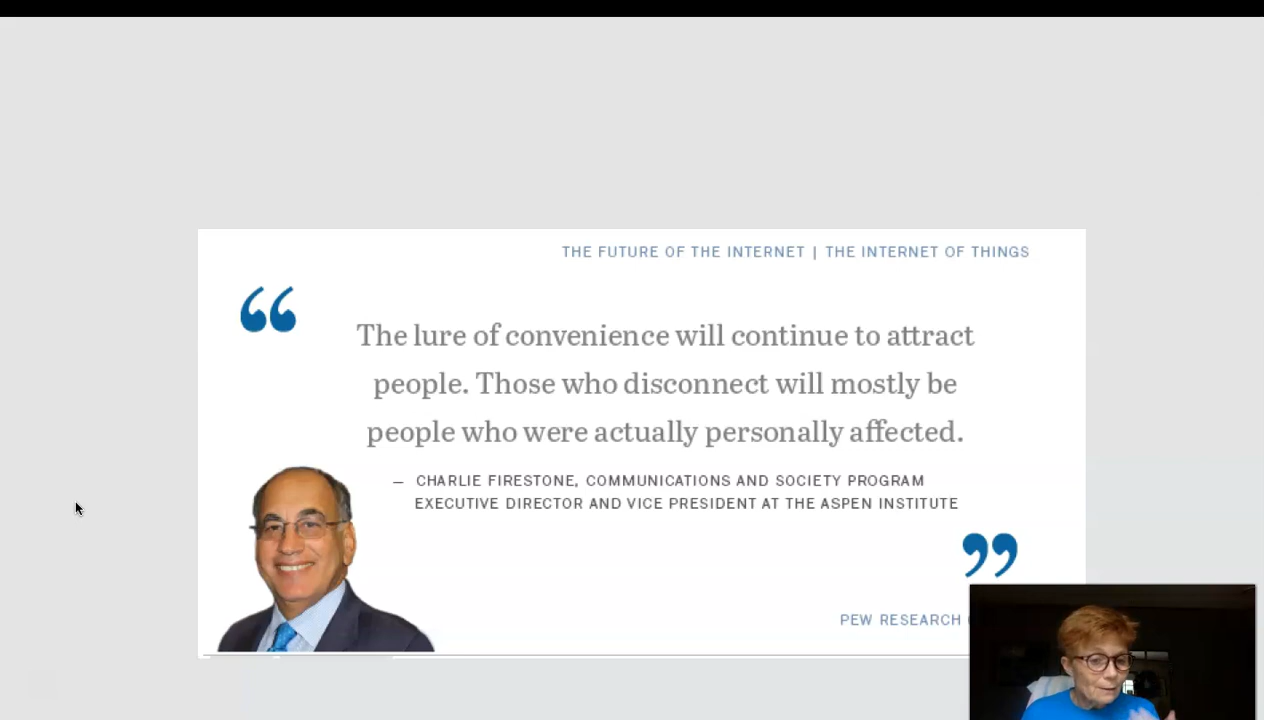 THE FUTURE OF THE INTERNET | THE INTERNET OF THINGS
“
The lure of convenience will continue to attract
people. Those who disconnect will mostly be
people who were actually personally affected.
— CHARLIE FIRESTONE, COMMUNICATIONS AND SOCIETY PROGRAM
EXECUTIVE DIRECTOR AND VICE PRESIDENT AT THE ASPEN INSTITUTE
”
PEW RESEARCH